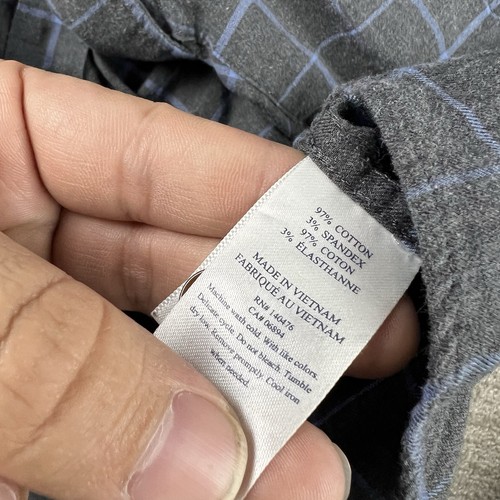 97% COTTON
3% SPANDEX
97% COTON
3% ÉLASTHANNE
MADE IN VIETNAM
FABRIQUÉ AU VIETNAM
RN# 140476
CA# 06894
Machine wash cold. With like colors.
Delicate cycle. Do not bleach. Tumble
dry low. Remove promptly. Cool iron
when needed.